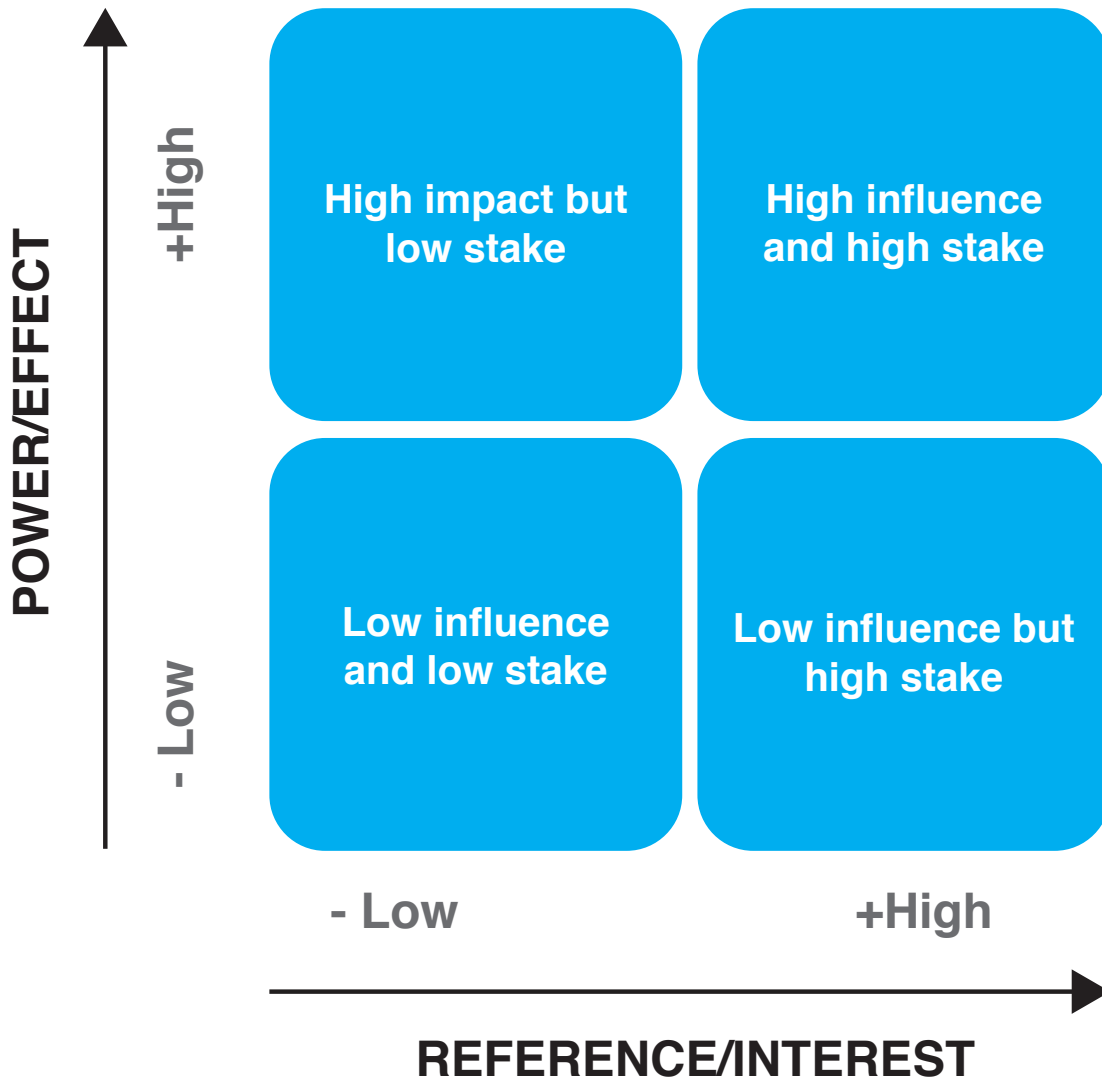 POWER/EFFECT
+High
- Low
High impact but
low stake
High influence
and high stake
Low influence
and low stake
Low influence but
high stake
- Low
+High
REFERENCE/INTEREST